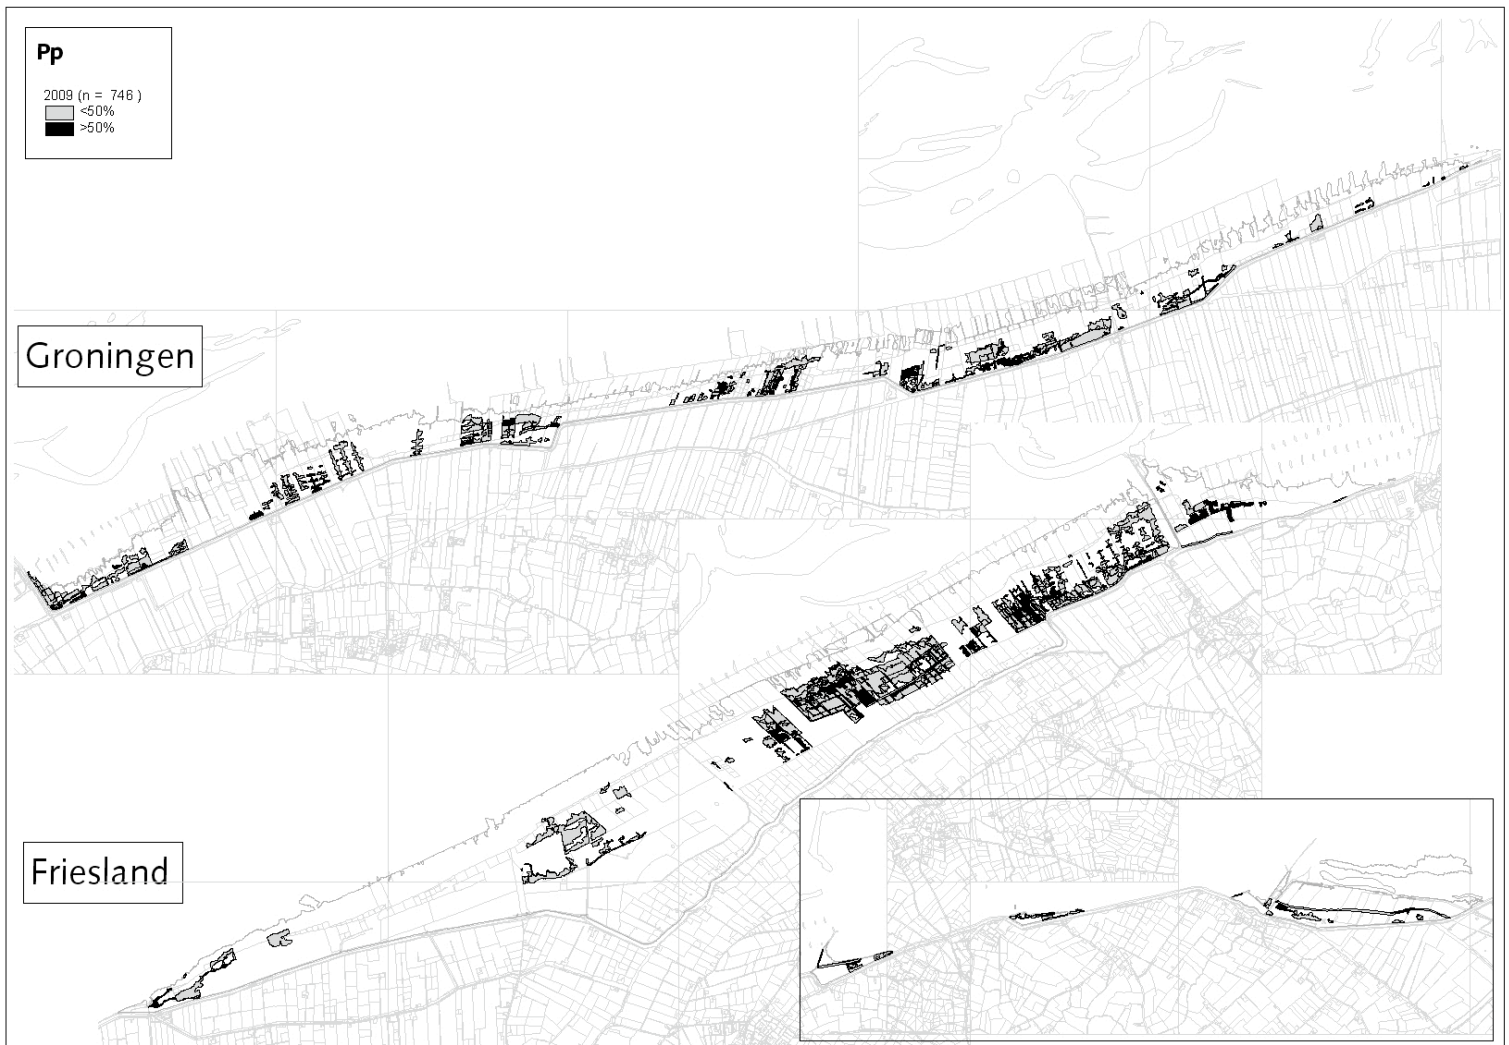 Pp
2009 (n = 746 )
<50%
>50%
Groningen
Friesland